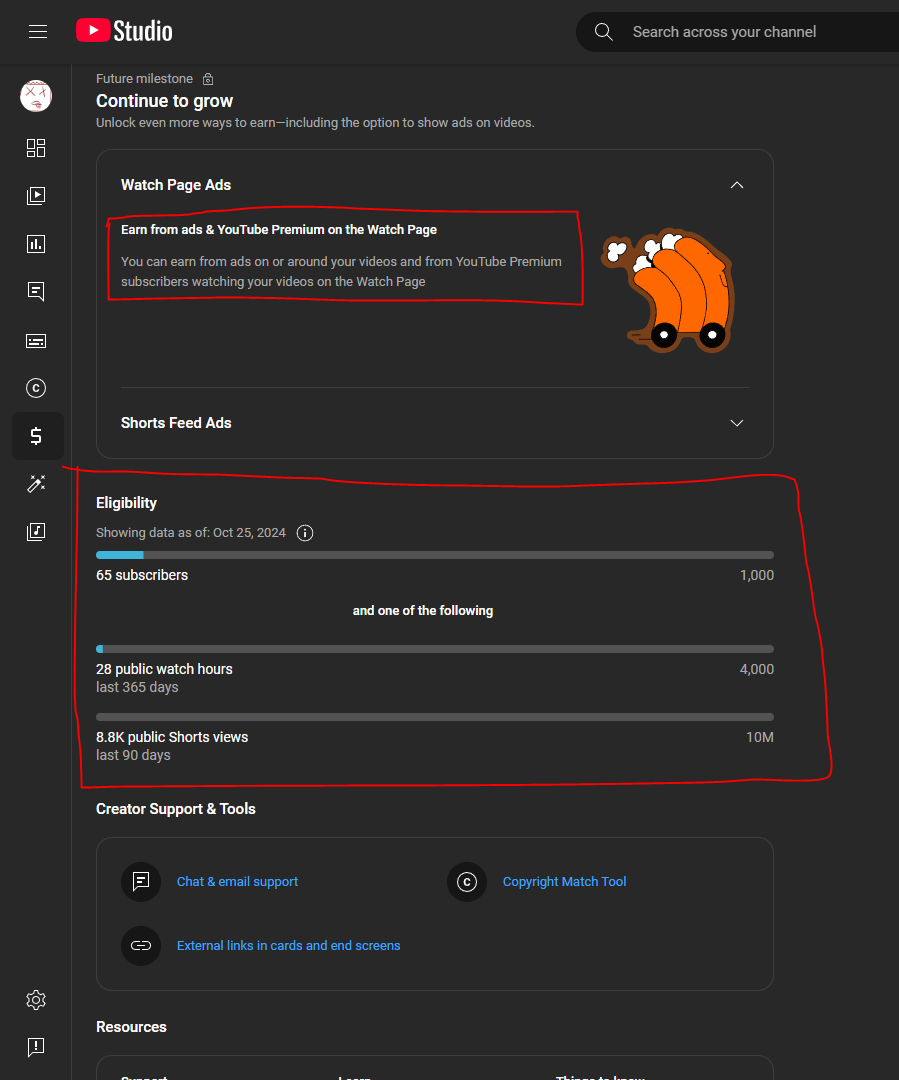 Studio
Search across your channel
Future milestone
Continue to grow
Unlock even more ways to earn—including the option to show ads on videos.
Watch Page Ads
Earn from ads & YouTube Premium on the Watch Page
You can earn from ads on or around your videos and from YouTube Premium
subscribers watching your videos on the Watch Page
Shorts Feed Ads
Eligibility
Showing data as of: Oct 25, 2024
65 subscribers 1,000
and one of the following
28 public watch hours 4,000
last 365 days
8.8K public Shorts views 10M
last 90 days
Creator Support & Tools
Chat & email support Copyright Match Tool
External links in cards and end screens
Resources
Support Learn Things to know